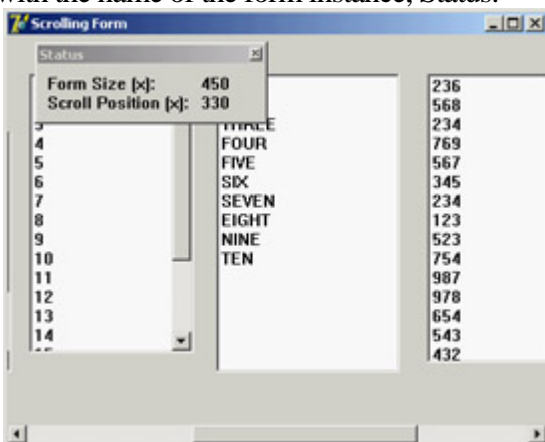 with the name of the form instance, Status.
Scrolling Form
Status
Form Size (x): 450
Scroll Position (x): 330
3
4
5
6
7
8
9
10
11
12
13
14
THREE
FOUR
FIVE
SIX
SEVEN
EIGHT
NINE
TEN
236
568
234
769
567
345
234
123
523
754
987
978
654
543
432